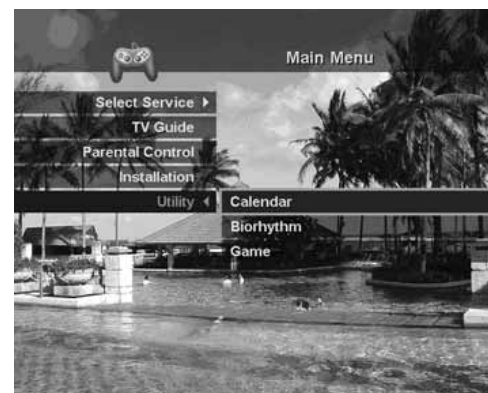 Main Menu
Select Service
TV Guide
Parental Control
Installation
Utility
Calendar
Biorhythm
Game